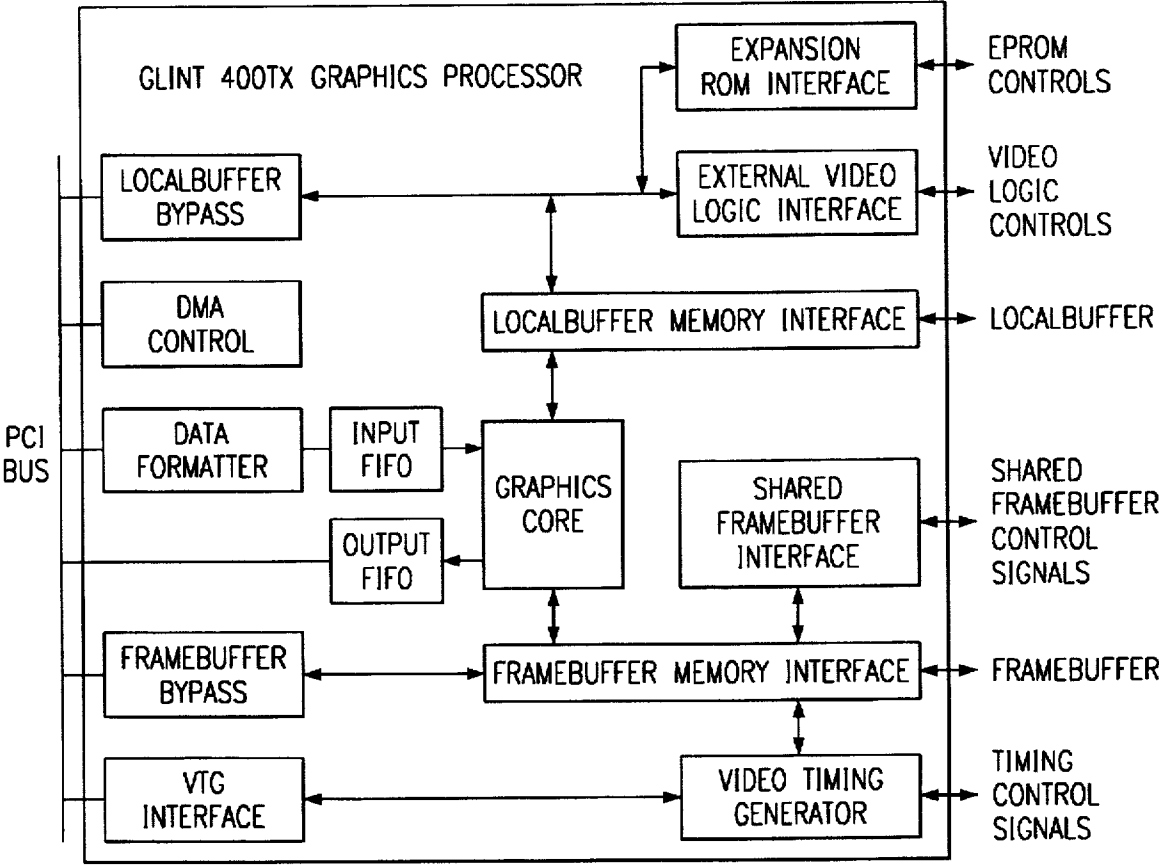 GLINT 400TX GRAPHICS PROCESSOR
EXPANSION
ROM INTERFACE
EPROM
CONTROLS
LOCALBUFFER
BYPASS
EXTERNAL VIDEO
LOGIC INTERFACE
VIDEO
LOGIC
CONTROLS
DMA
CONTROL
LOCALBUFFER MEMORY INTERFACE
LOCALBUFFER
PCI
BUS
DATA
FORMATTER
INPUT
FIFO
GRAPHICS
CORE
OUTPUT
FIFO
SHARED
FRAMEBUFFER
INTERFACE
SHARED
FRAMEBUFFER
CONTROL
SIGNALS
FRAMEBUFFER
BYPASS
FRAMEBUFFER MEMORY INTERFACE
FRAMEBUFFER
VTG
INTERFACE
VIDEO TIMING
GENERATOR
TIMING
CONTROL
SIGNALS